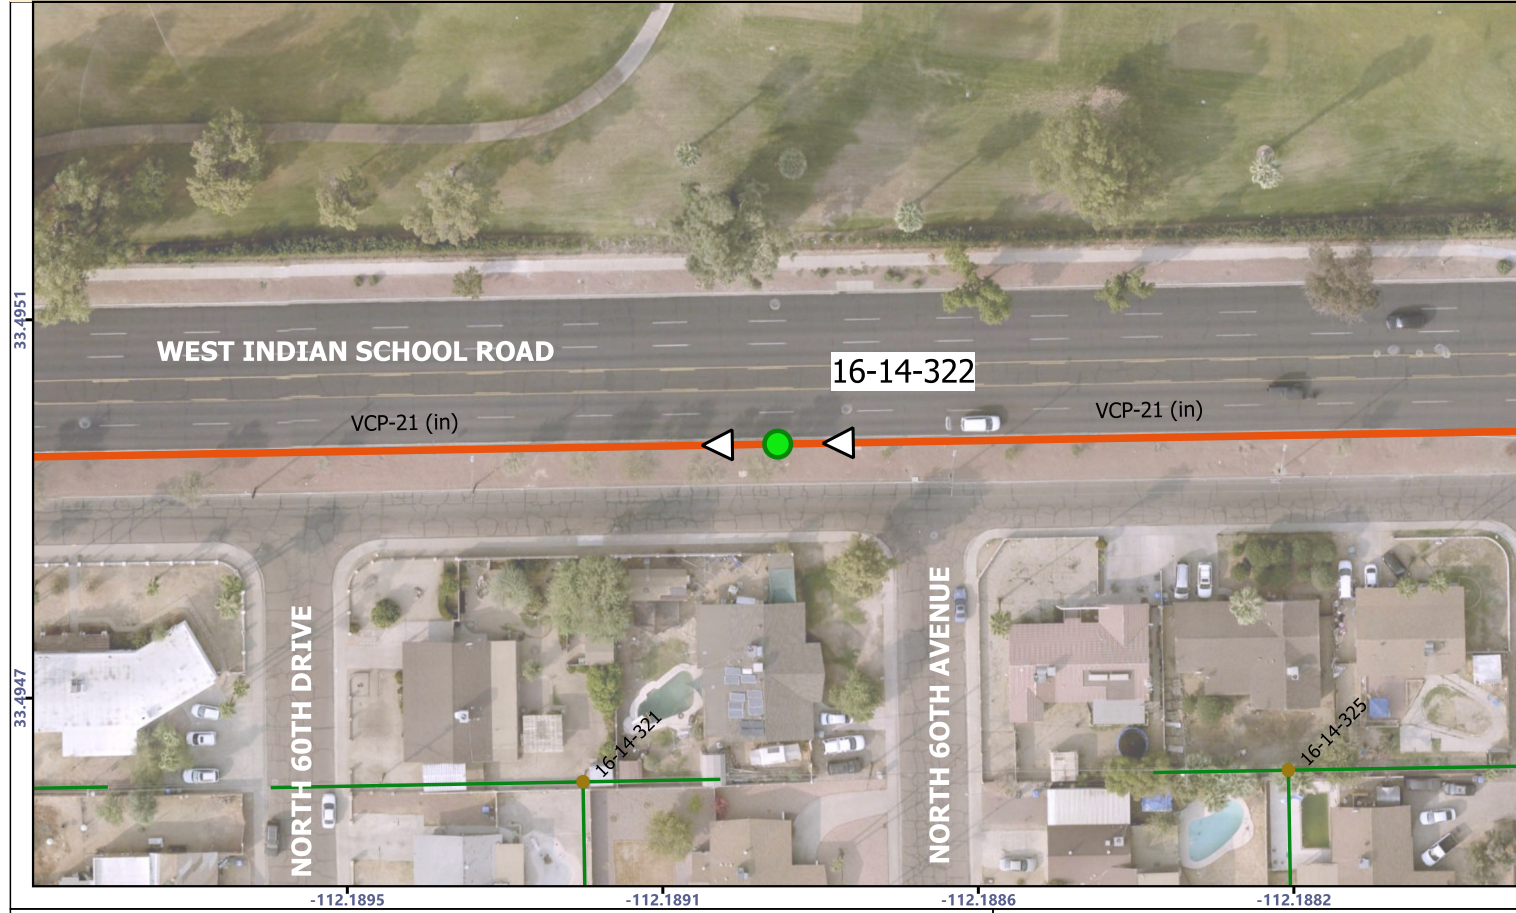 33.4951
WEST INDIAN SCHOOL ROAD
16-14-322
VCP-21 (in)
VCP-21 (in)
NORTH 60TH DRIVE
NORTH 60TH AVENUE
33.4947
16-14-321
16-14-325
-112.1895
-112.1891
-112.1886
-112.1882